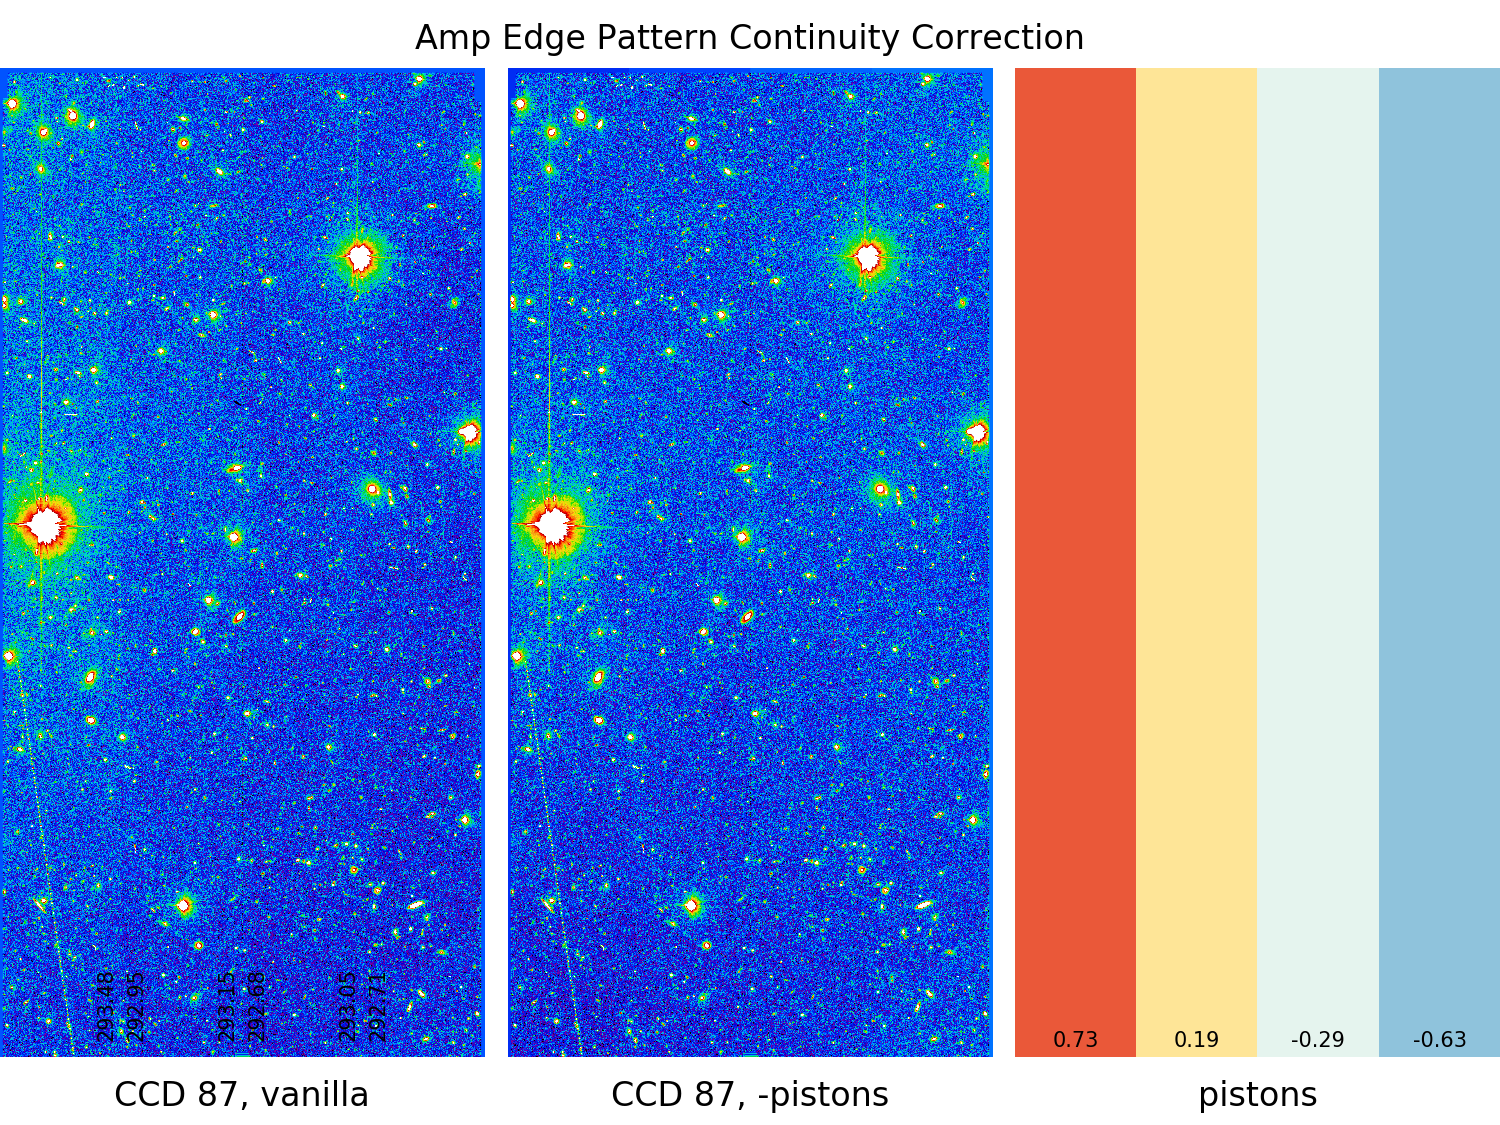 Amp Edge Pattern Continuity Correction
293.48
292.95
293.15
292.68
293.05
292.71
0.73
0.19
-0.29
-0.63
CCD 87, vanilla
CCD 87, -pistons
pistons